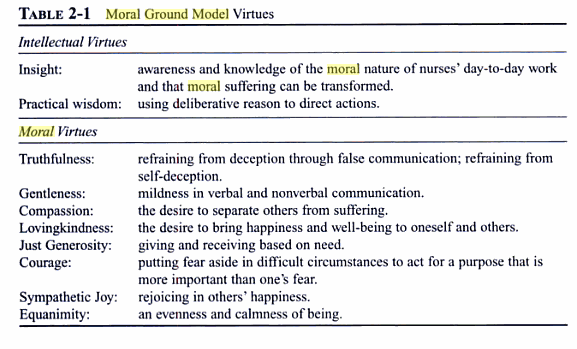 TABLE 2-1 Moral Ground Model Virtues
Intellectual Virtues
Insight: awareness and knowledge of the moral nature of nurses' day-to-day work
and that moral suffering can be transformed.
Practical wisdom: using deliberative reason to direct actions.
Moral Virtues
Truthfulness: refraining from deception through false communication; refraining from
self-deception.
Gentleness: mildness in verbal and nonverbal communication.
Compassion: the desire to separate others from suffering.
Lovingkindness: the desire to bring happiness and well-being to oneself and others.
Just Generosity: giving and receiving based on need.
Courage: putting fear aside in difficult circumstances to act for a purpose that is
more important than one's fear.
Sympathetic Joy: rejoicing in others' happiness.
Equanimity: an evenness and calmness of being.